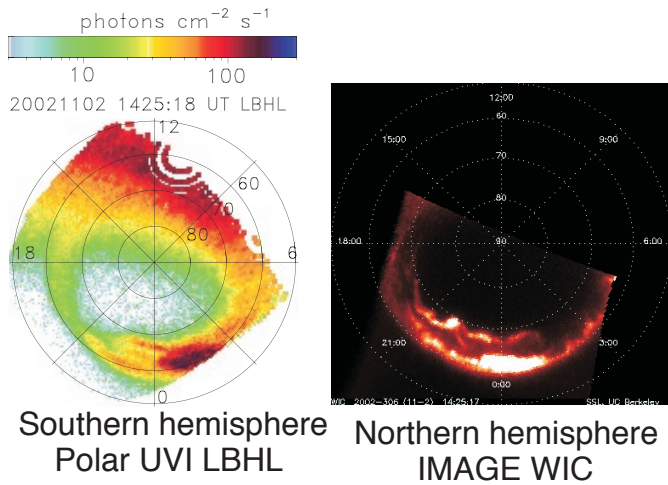 photons cm⁻² s⁻¹
10 100
20021102 1425:18 UT LBHL
12
60
70
80
18
6
0
Southern hemisphere
Polar UVI LBHL
12:00
60
15:00
9:00
70
80
18:00
90
6:00
21:00
3:00
0:00
WIC 2002-306 (11-2) 14:25:17
SSL, UC Berkeley
Northern hemisphere
IMAGE WIC